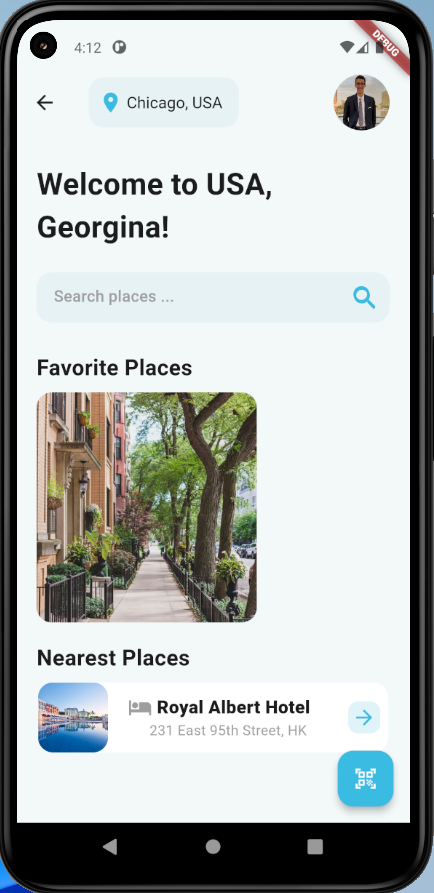 4:12
DEBUG
Chicago, USA
Welcome to USA,
Georgina!
Search places ...
Favorite Places
Nearest Places
Royal Albert Hotel
231 East 95th Street, HK